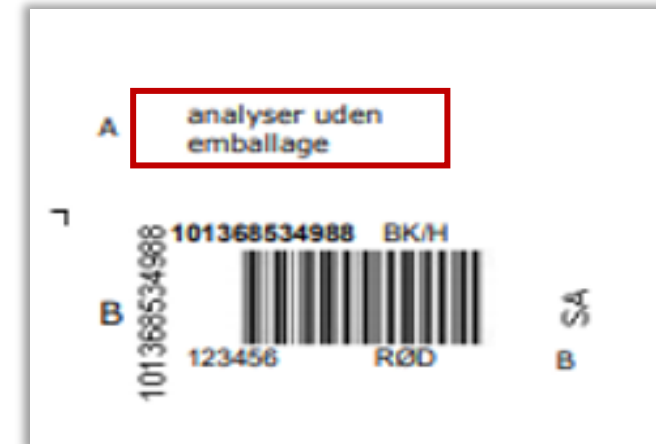 A
analyser uden
emballage
101368534988 BK/H
101368534988
B
SA
123456 RØD
B